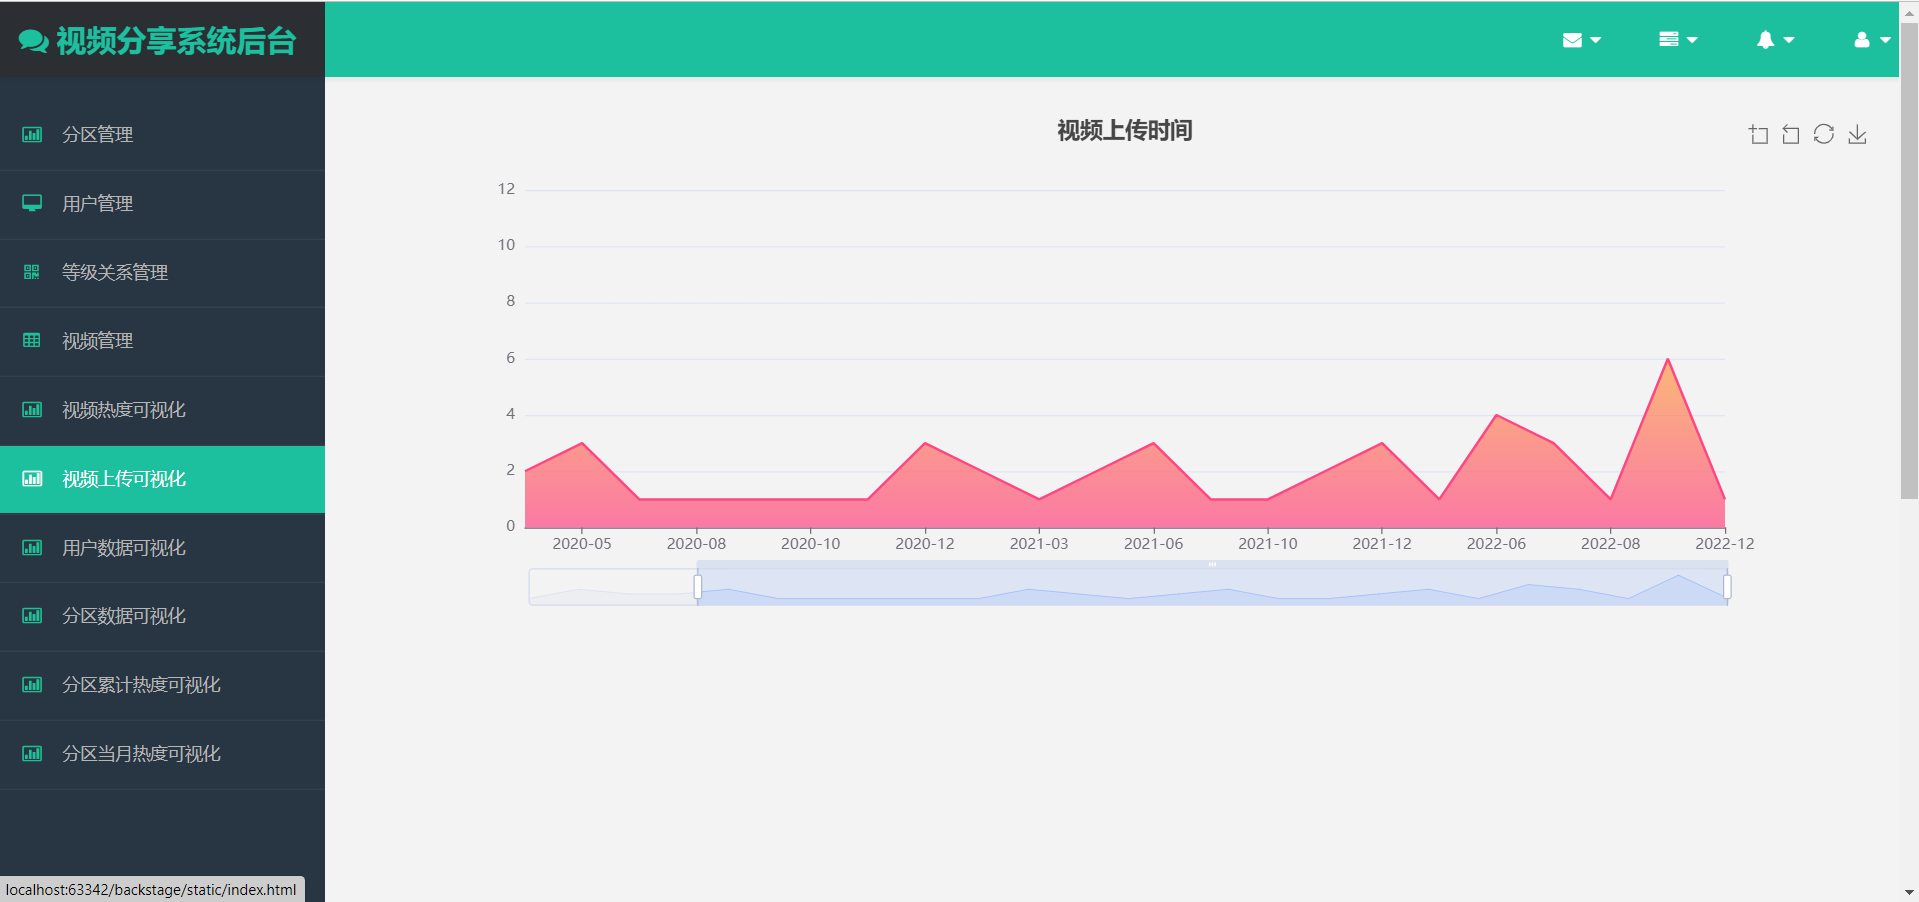 视频分享系统后台
分区管理
用户管理
等级关系管理
视频管理
视频热度可视化
视频上传可视化
用户数据可视化
分区数据可视化
分区累计热度可视化
分区当月热度可视化
视频上传时间
12
10
8
6
4
2
0
2020-05 2020-08 2020-10 2020-12 2021-03 2021-06 2021-10 2021-12 2022-06 2022-08 2022-12
localhost:63342/backstage/static/index.html